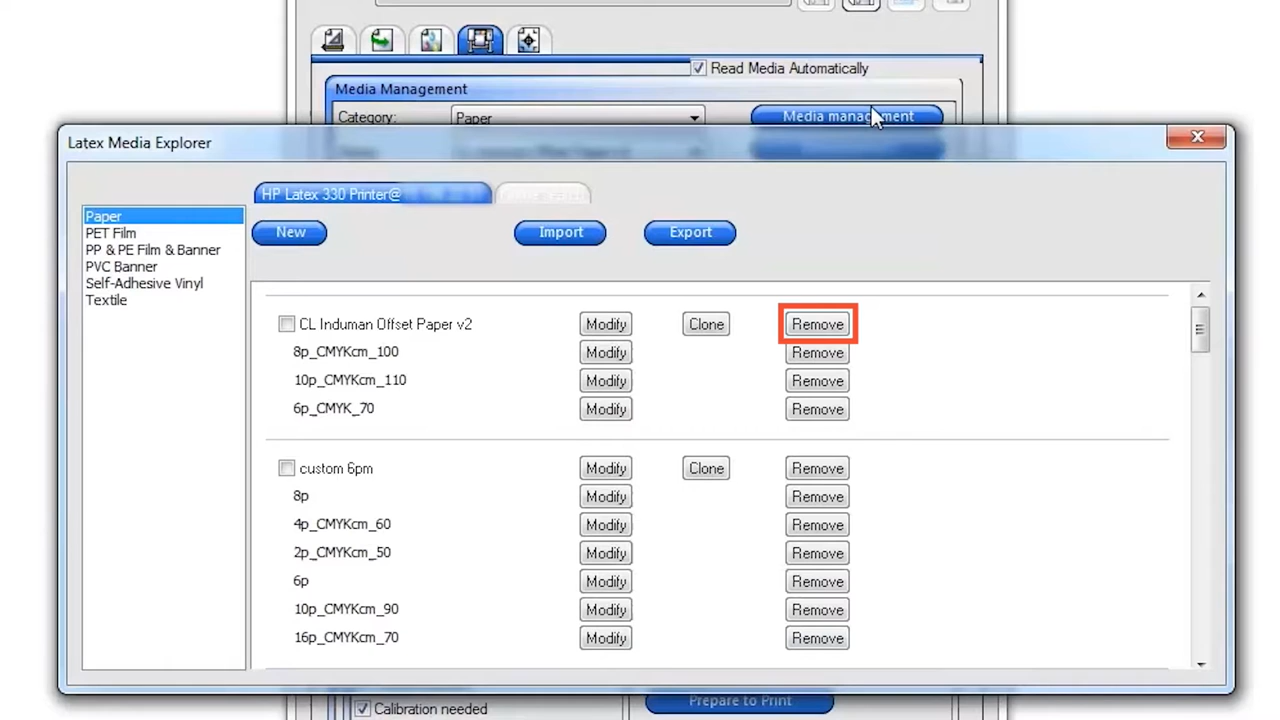 Read Media Automatically
Media Management
Category: Paper Media management
Latex Media Explorer
HP Latex 330 Printer@
New Import Export
Paper
PET Film
PP & PE Film & Banner
PVC Banner
Self-Adhesive Vinyl
Textile
CL Induman Offset Paper v2 Modify Clone Remove
8p_CMYKcm_100 Modify Remove
10p_CMYKcm_110 Modify Remove
6p_CMYK_70 Modify Remove
custom 6pm Modify Clone Remove
8p Modify Remove
4p_CMYKcm_60 Modify Remove
2p_CMYKcm_50 Modify Remove
6p Modify Remove
10p_CMYKcm_90 Modify Remove
16p_CMYKcm_70 Modify Remove
Calibration needed
Prepare to Print